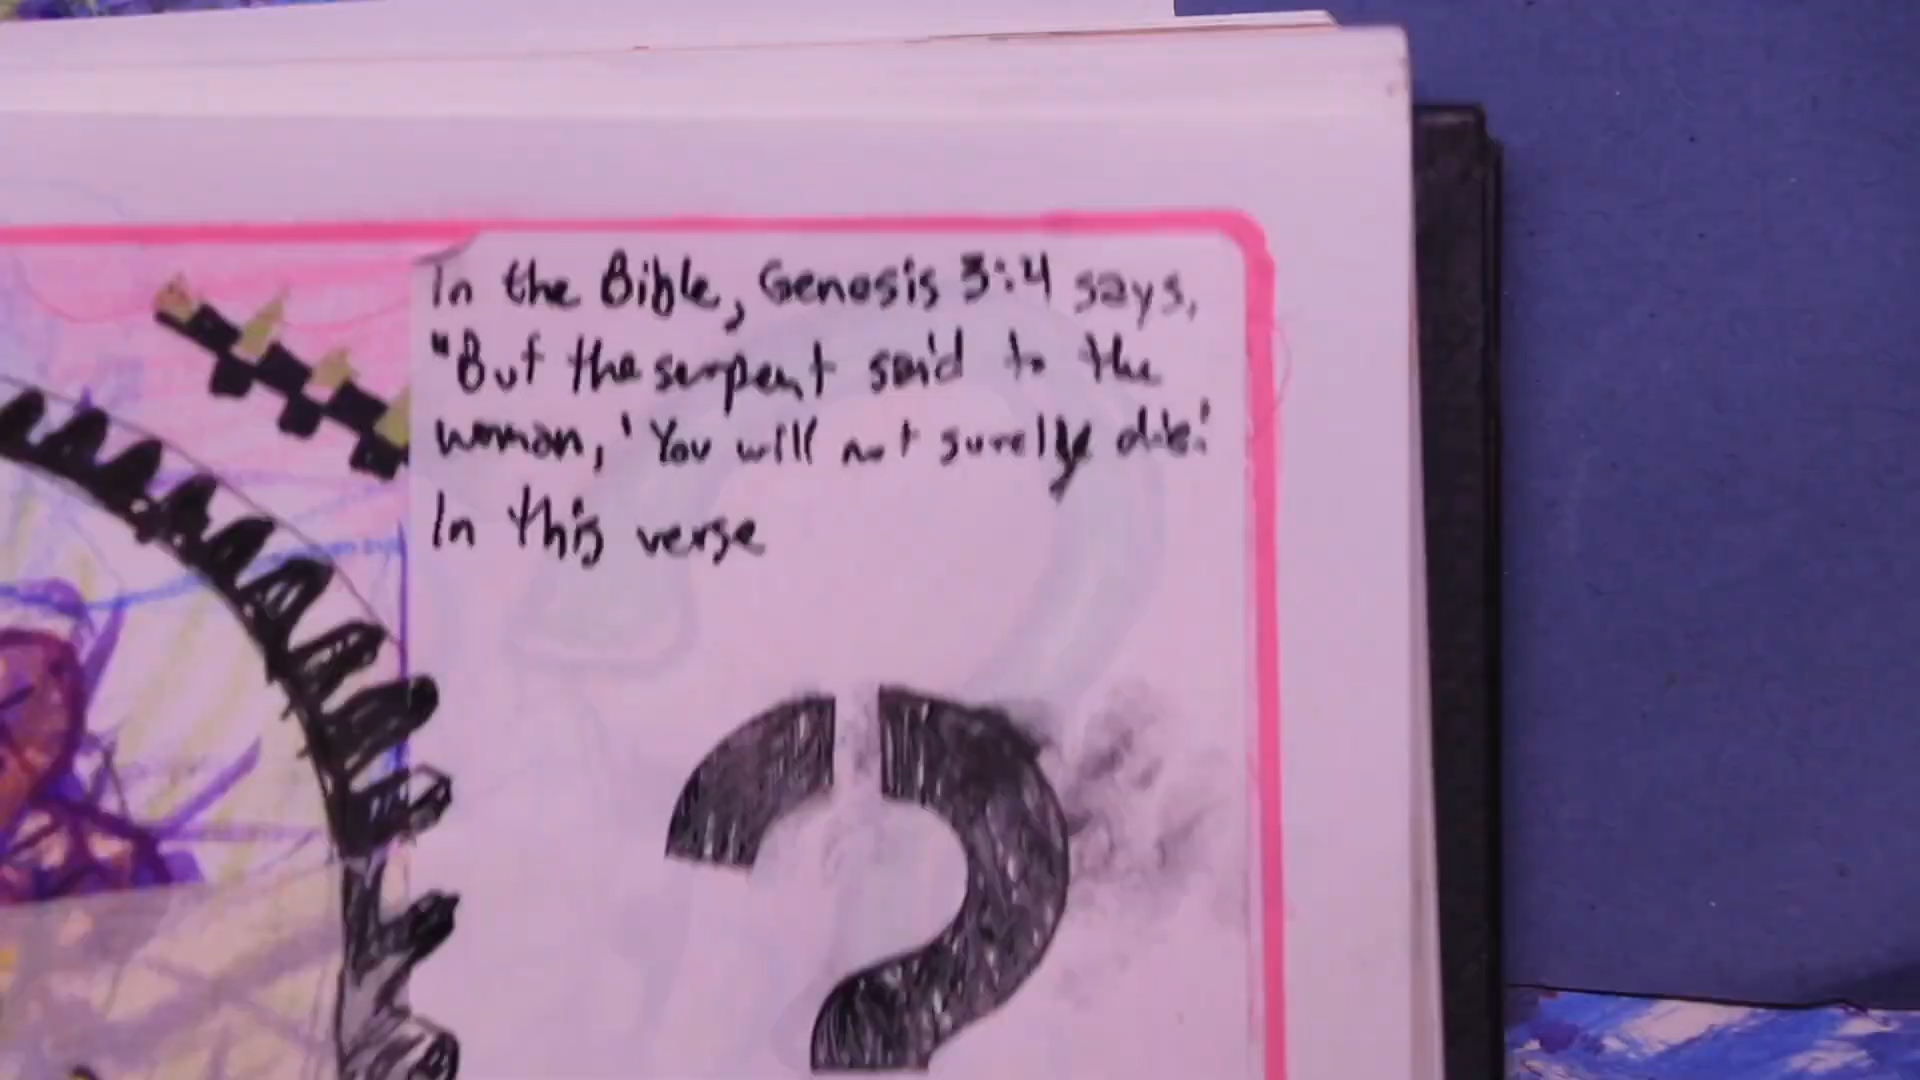 In the Bible, Genesis 3:4 says,
"But the serpent said to the
woman, 'You will not surely die.'
In this verse
?